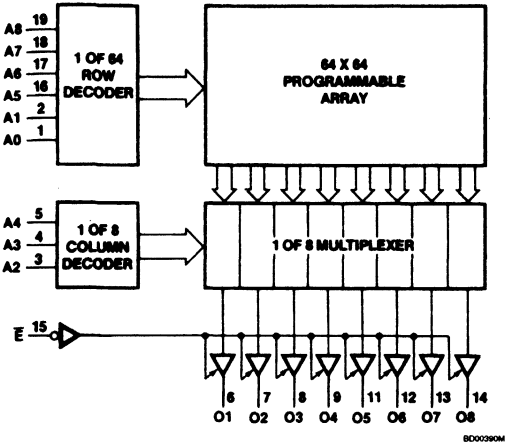 A8 19
A7 18
A6 17
A5 16
A1 2
A0 1
1 OF 64
ROW
DECODER
64 X 64
PROGRAMMABLE
ARRAY
A4 5
A3 4
A2 3
1 OF 8
COLUMN
DECODER
1 OF 8 MULTIPLEXER
E̅ 15
6 7 8 9 11 12 13 14
O1 O2 O3 O4 O5 O6 O7 O8
BD00390M